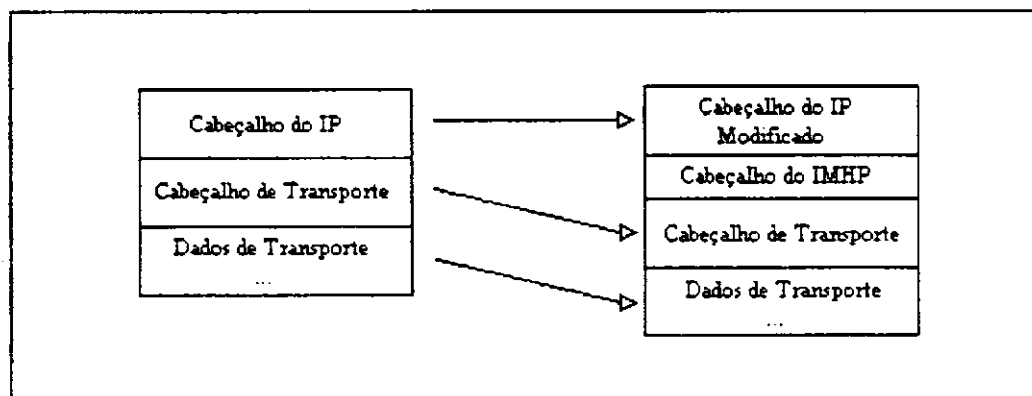 Cabeçalho do IP
Cabeçalho de Transporte
Dados de Transporte
...
Cabeçalho do IP
Modificado
Cabeçalho do IMHP
Cabeçalho de Transporte
Dados de Transporte
...